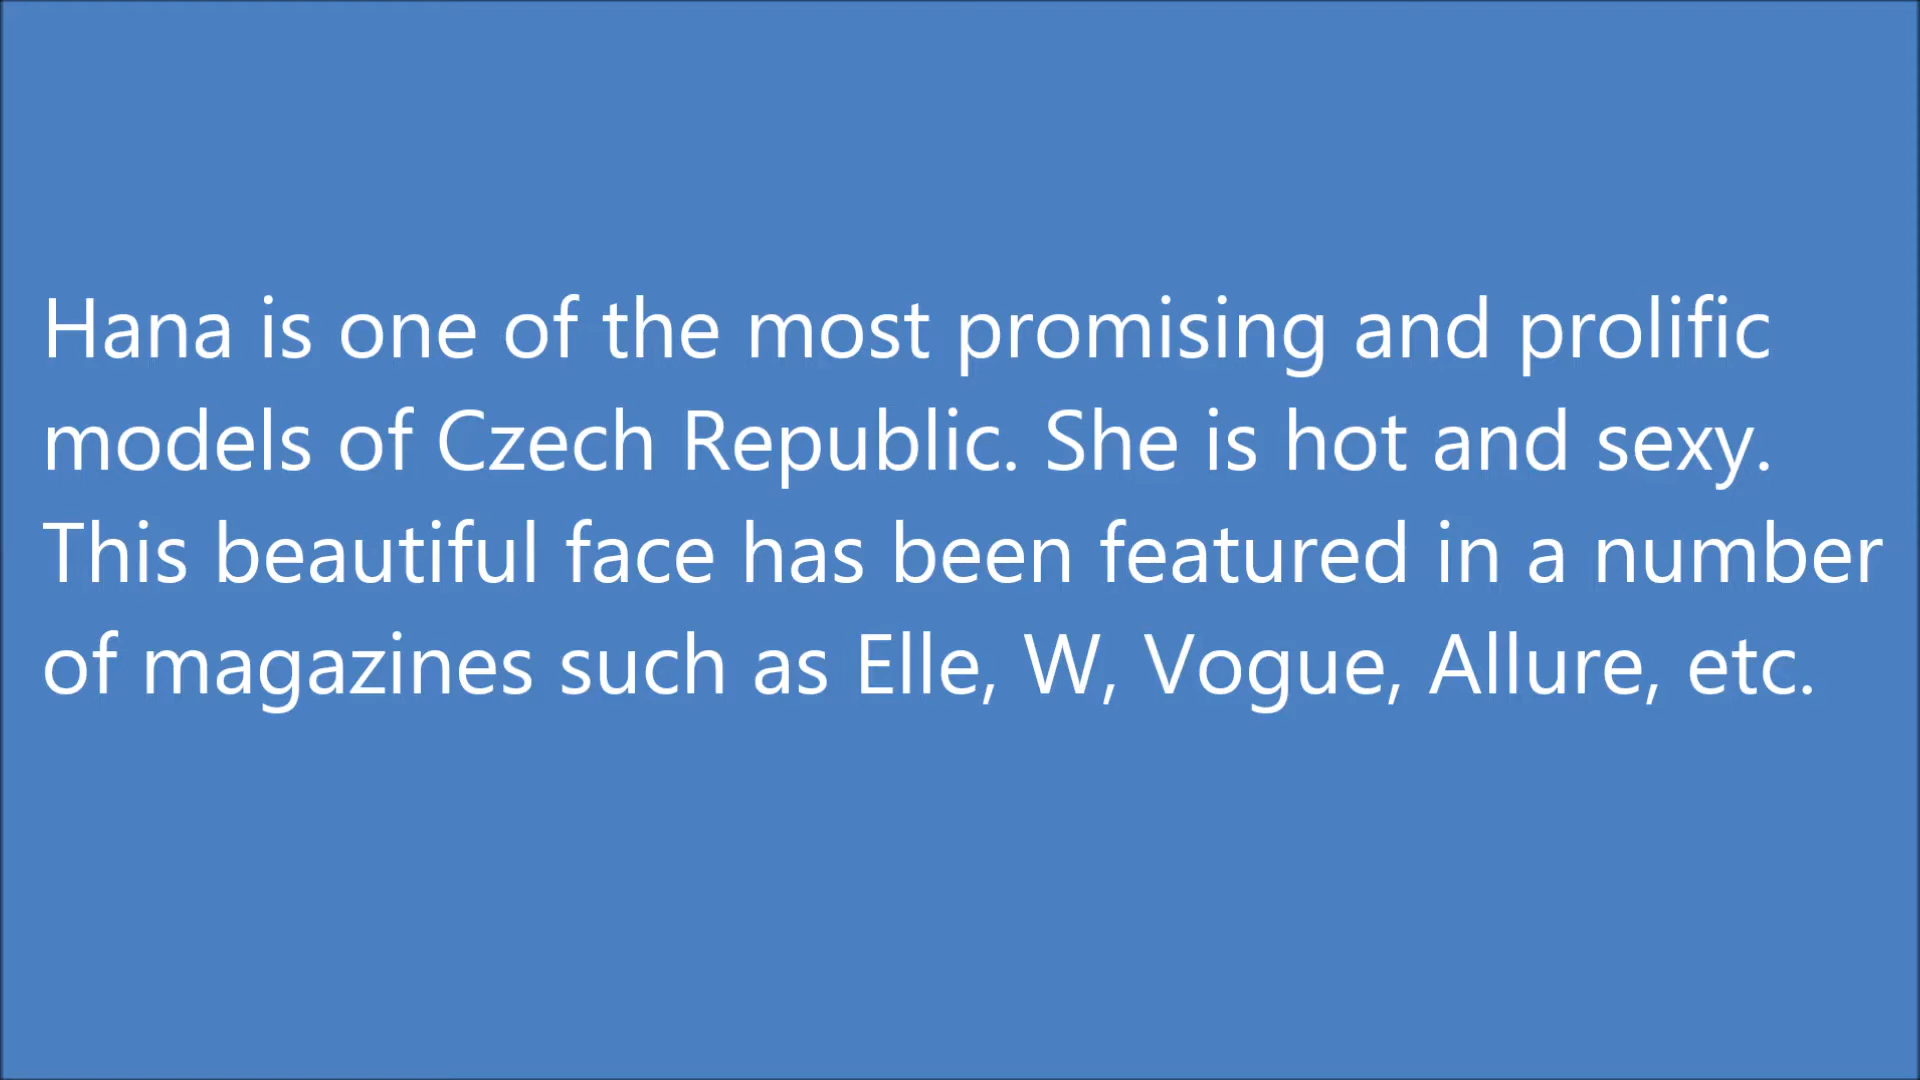 Hana is one of the most promising and prolific
models of Czech Republic. She is hot and sexy.
This beautiful face has been featured in a number
of magazines such as Elle, W, Vogue, Allure, etc.